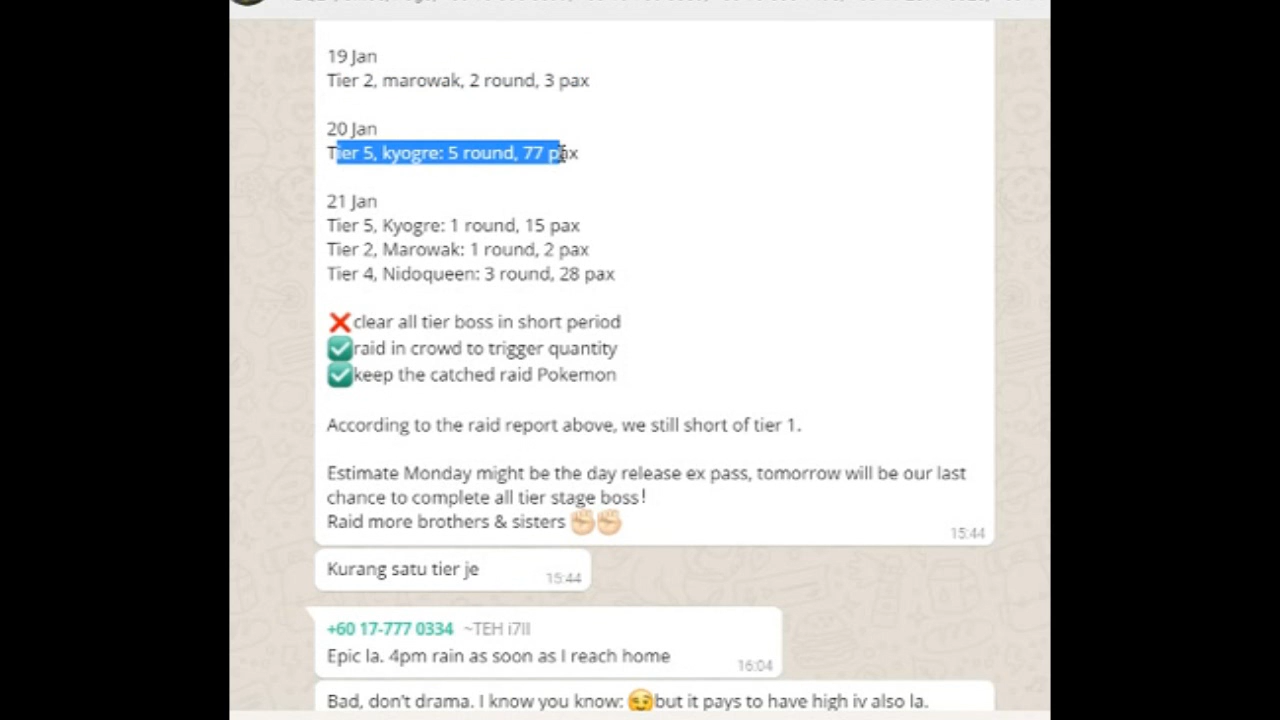 19 Jan
Tier 2, marowak, 2 round, 3 pax
20 Jan
Tier 5, kyogre: 5 round, 77 pax
21 Jan
Tier 5, Kyogre: 1 round, 15 pax
Tier 2, Marowak: 1 round, 2 pax
Tier 4, Nidoqueen: 3 round, 28 pax
❌clear all tier boss in short period
✅raid in crowd to trigger quantity
✅keep the catched raid Pokemon
According to the raid report above, we still short of tier 1.
Estimate Monday might be the day release ex pass, tomorrow will be our last
chance to complete all tier stage boss!
Raid more brothers & sisters ✊🏻✊🏻
15:44
Kurang satu tier je
15:44
+60 17-777 0334 ~TEH i7II
Epic la. 4pm rain as soon as I reach home
16:04
Bad, don't drama. I know you know: 😉but it pays to have high iv also la.